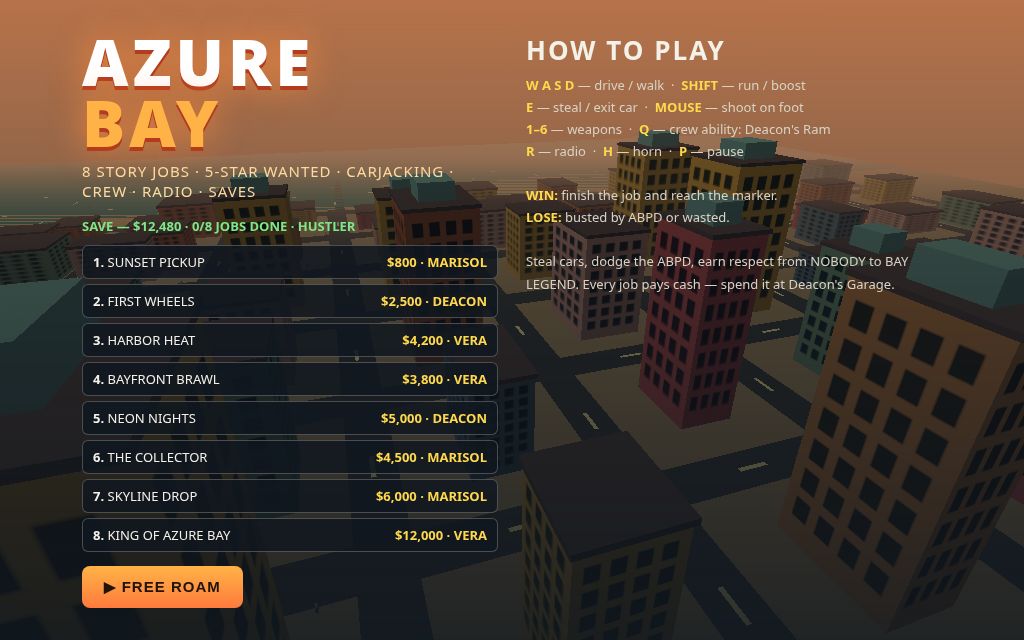 AZURE
BAY
8 STORY JOBS · 5-STAR WANTED · CARJACKING ·
CREW · RADIO · SAVES
SAVE — $12,480 · 0/8 JOBS DONE · HUSTLER
1. SUNSET PICKUP $800 · MARISOL
2. FIRST WHEELS $2,500 · DEACON
3. HARBOR HEAT $4,200 · VERA
4. BAYFRONT BRAWL $3,800 · VERA
5. NEON NIGHTS $5,000 · DEACON
6. THE COLLECTOR $4,500 · MARISOL
7. SKYLINE DROP $6,000 · MARISOL
8. KING OF AZURE BAY $12,000 · VERA
▶ FREE ROAM
HOW TO PLAY
W A S D — drive / walk · SHIFT — run / boost
E — steal / exit car · MOUSE — shoot on foot
1–6 — weapons · Q — crew ability: Deacon's Ram
R — radio · H — horn · P — pause
WIN: finish the job and reach the marker.
LOSE: busted by ABPD or wasted.
Steal cars, dodge the ABPD, earn respect from NOBODY to BAY
LEGEND. Every job pays cash — spend it at Deacon's Garage.